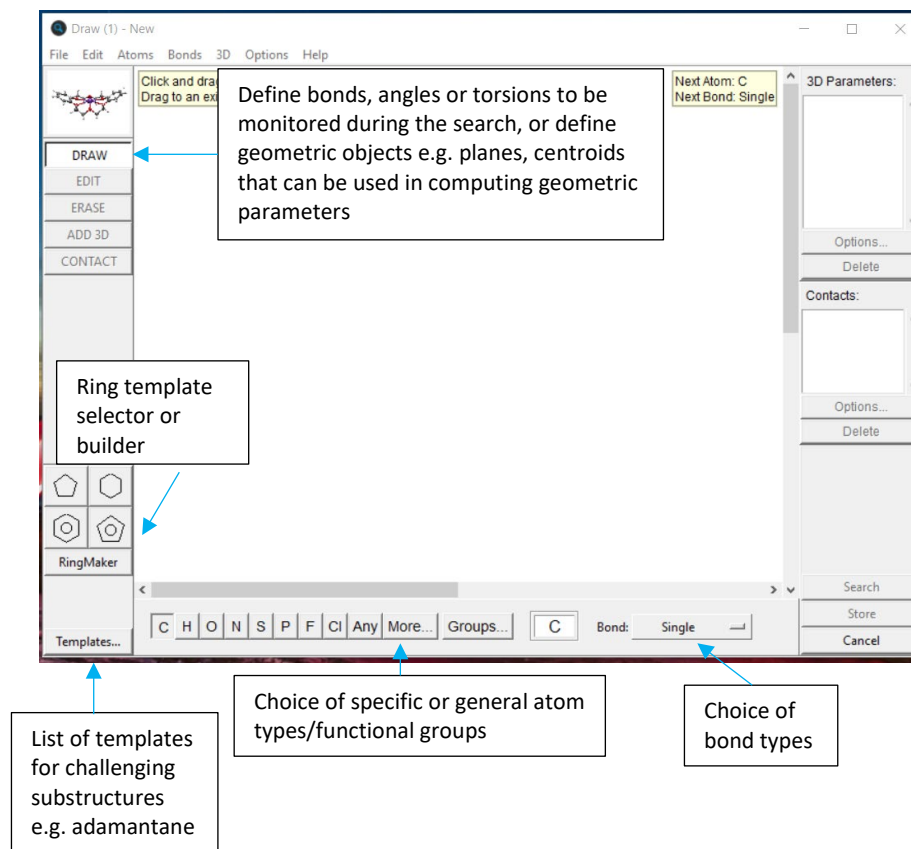 Draw (1) - New
File Edit Atoms Bonds 3D Options Help
Click and drag
Drag to an exi
Next Atom: C
Next Bond: Single
3D Parameters:
Define bonds, angles or torsions to be
monitored during the search, or define
geometric objects e.g. planes, centroids
that can be used in computing geometric
parameters
DRAW
EDIT
ERASE
ADD 3D
CONTACT
Options...
Delete
Contacts:
Options...
Delete
Ring template
selector or
builder
RingMaker
Search
Store
Cancel
Templates...
C H O N S P F Cl Any More... Groups... C Bond: Single
List of templates
for challenging
substructures
e.g. adamantane
Choice of specific or general atom
types/functional groups
Choice of
bond types